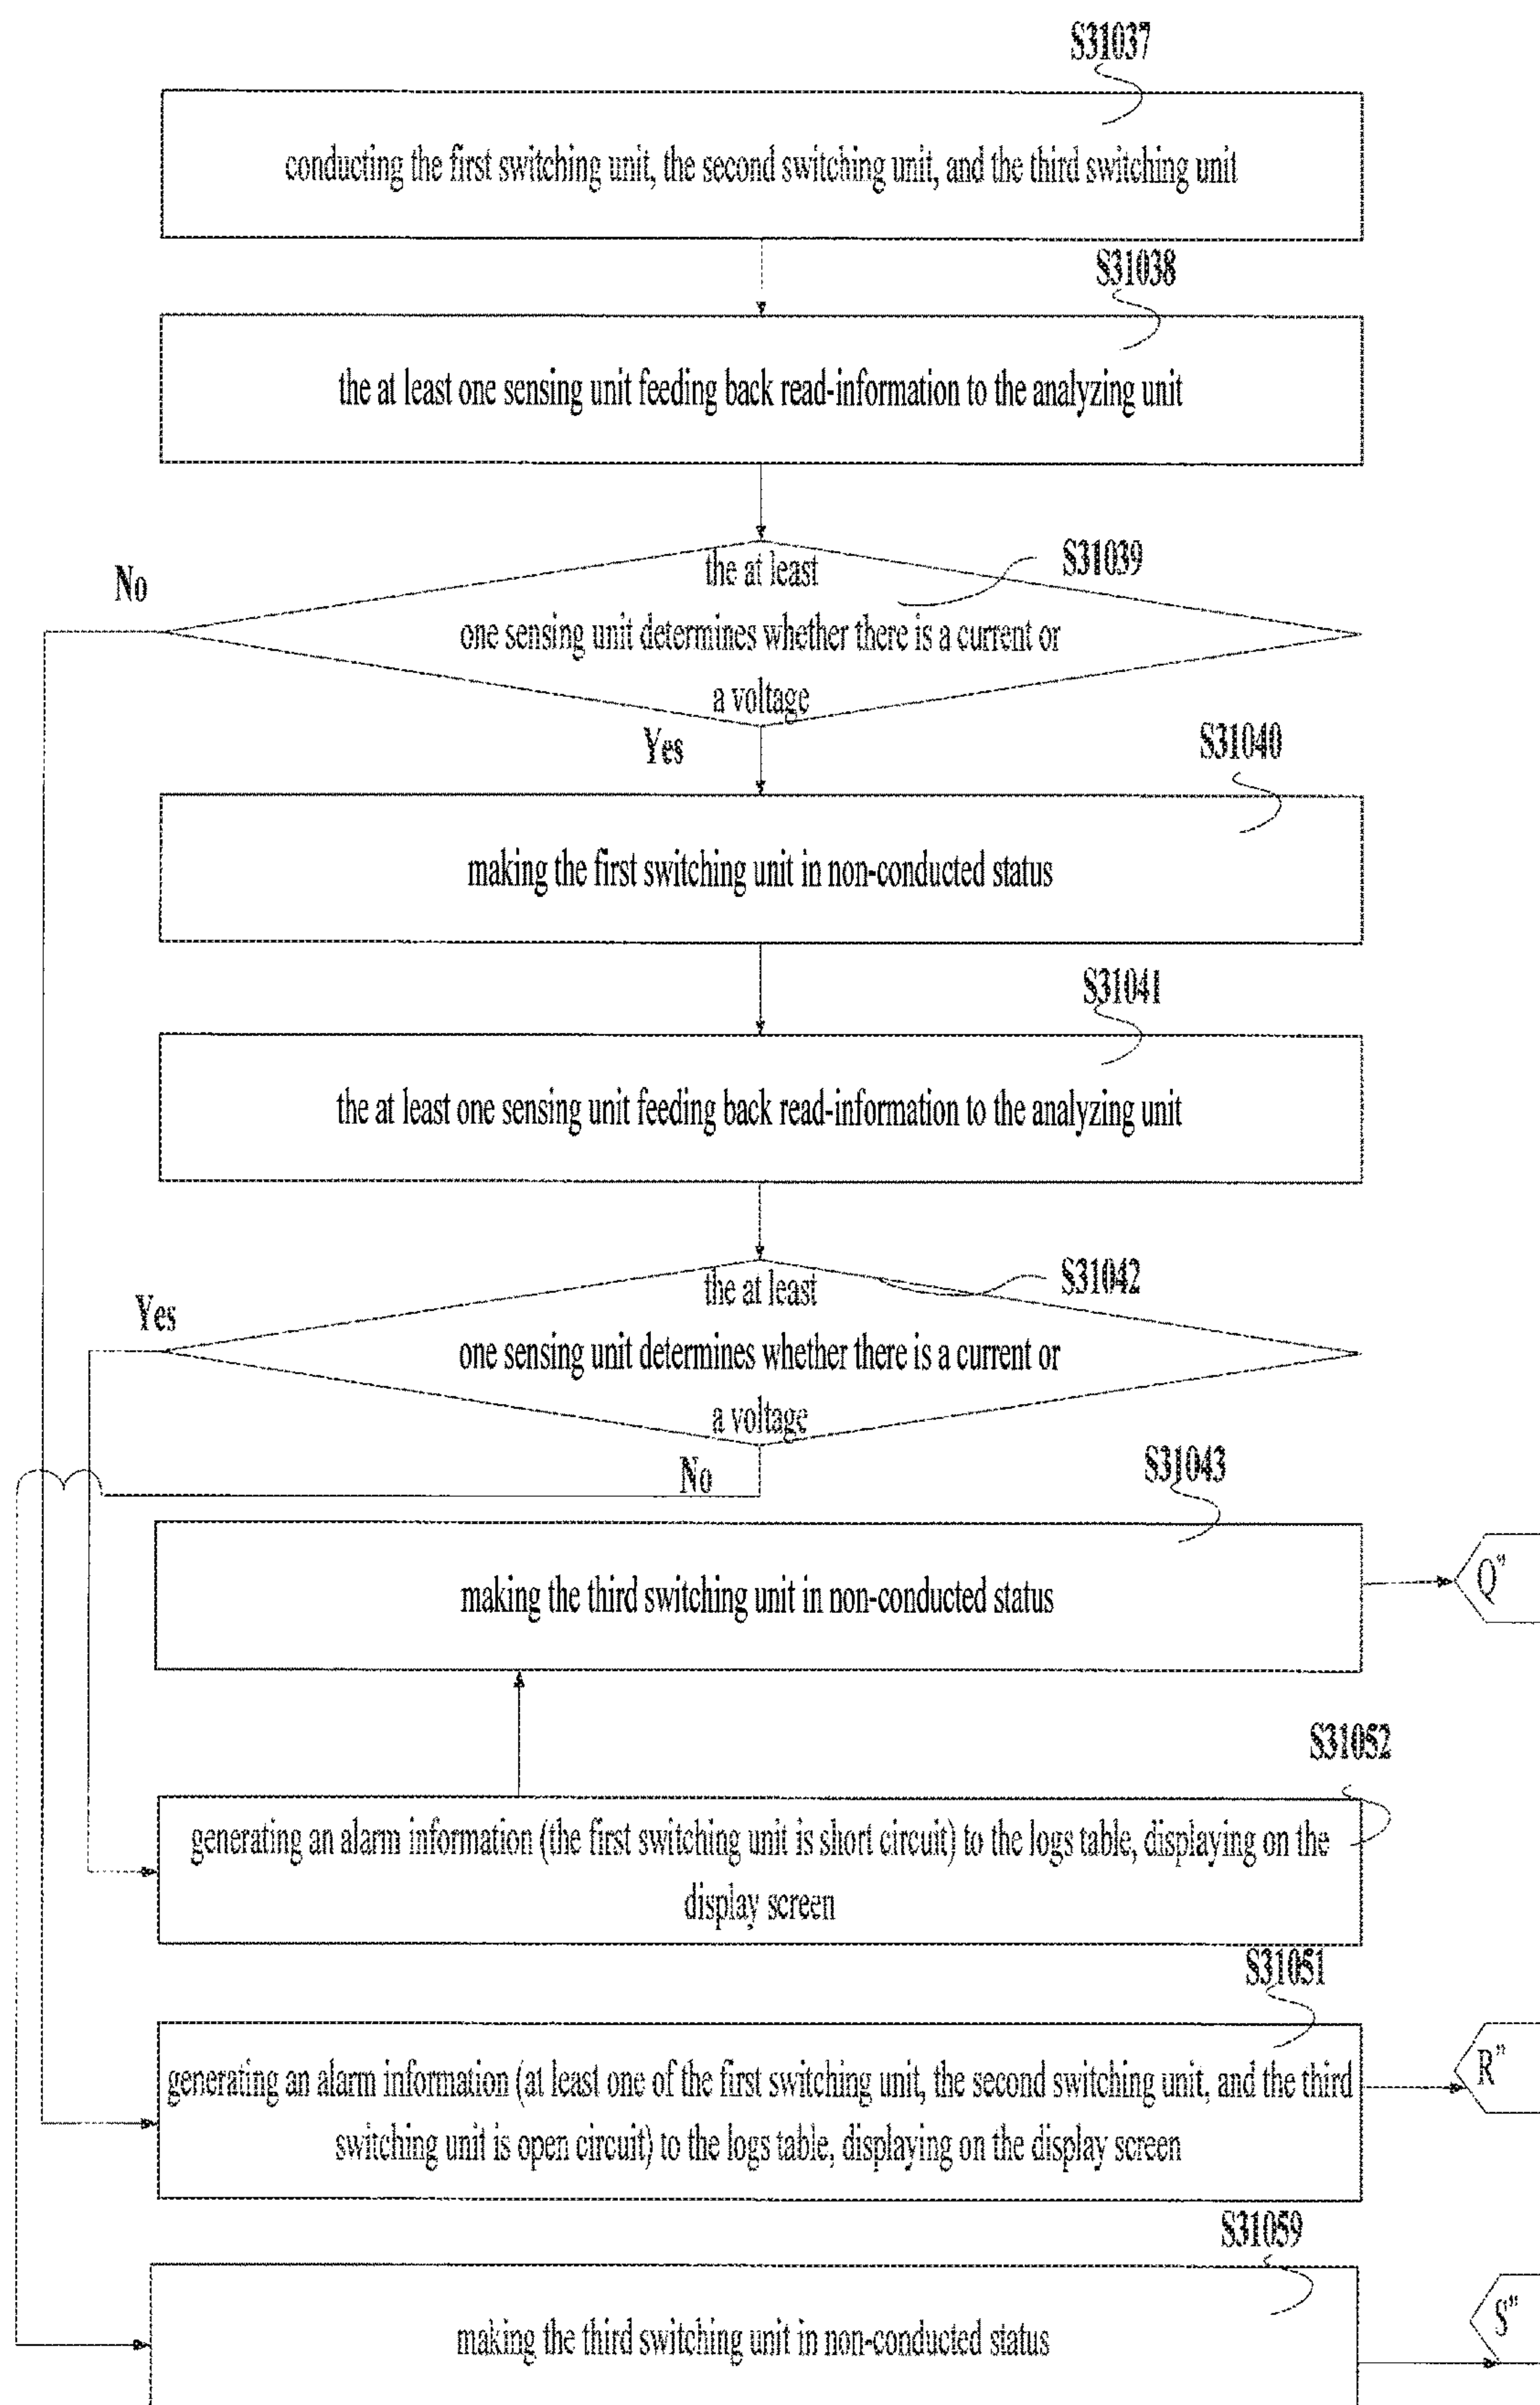 S31037
conducting the first switching unit, the second switching unit, and the third switching unit
S31038
the at least one sensing unit feeding back read-information to the analyzing unit
No
the at least
S31039
one sensing unit determines whether there is a current or
a voltage
Yes
S31040
making the first switching unit in non-conducted status
S31041
the at least one sensing unit feeding back read-information to the analyzing unit
the at least
S31042
Yes
one sensing unit determines whether there is a current or
a voltage
No
S31043
making the third switching unit in non-conducted status
Q”
S31052
generating an alarm information (the first switching unit is short circuit) to the logs table, displaying on the
display screen
S31051
generating an alarm information (at least one of the first switching unit, the second switching unit, and the third
switching unit is open circuit) to the logs table, displaying on the display screen
R”
S31059
making the third switching unit in non-conducted status
S”